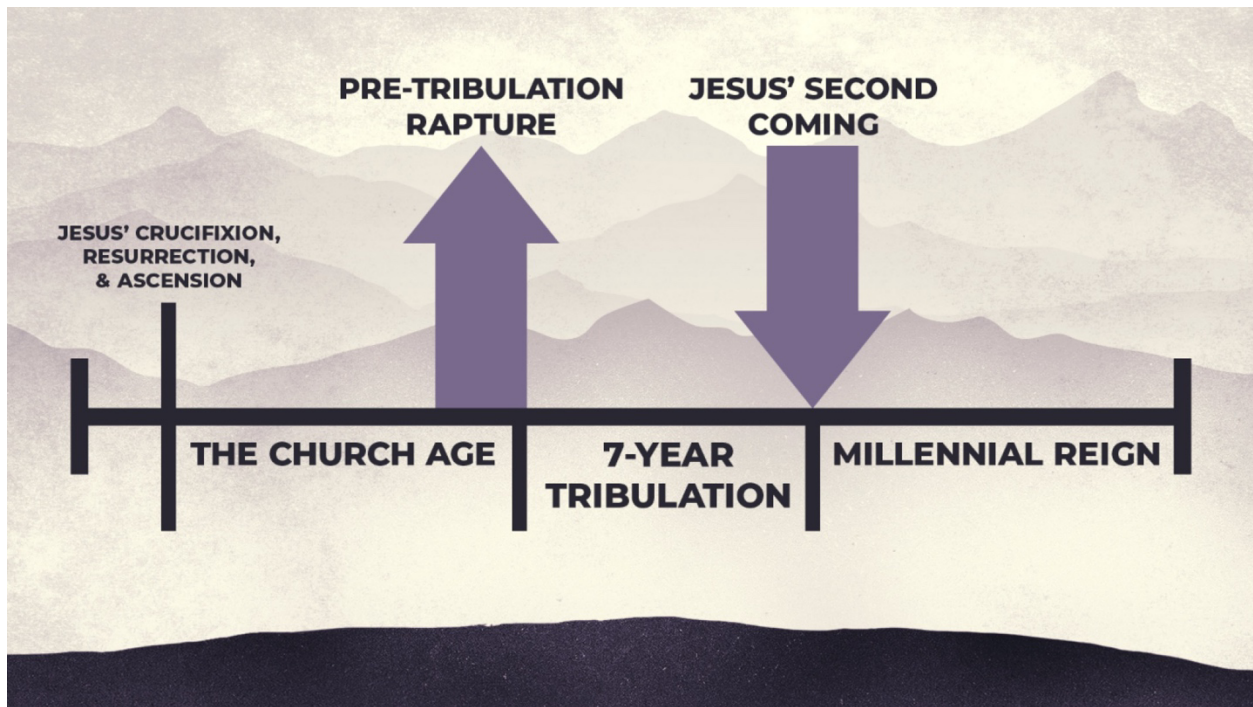 PRE-TRIBULATION
RAPTURE
JESUS’ SECOND
COMING
JESUS’ CRUCIFIXION,
RESURRECTION,
& ASCENSION
THE CHURCH AGE
7-YEAR
TRIBULATION
MILLENNIAL REIGN